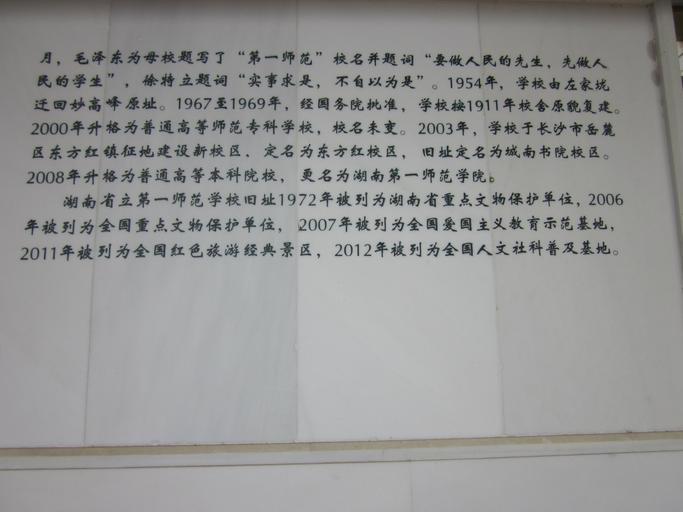 月，毛泽东为母校题写了“第一师范”校名并题词“要做人民的先生，先做人
民的学生”，徐特立题词“实事求是，不自以为是”。1954年，学校由左家垅
迁回妙高峰原址。1967至1969年，经国务院批准，学校按1911年校舍原貌复建。
2000年升格为普通高等师范专科学校，校名未变。2003年，学校于长沙市岳麓
区东方红镇征地建设新校区，定名为东方红校区，旧址定名为城南书院校区。
2008年升格为普通高等本科院校，更名为湖南第一师范学院。
湖南省立第一师范学校旧址1972年被列为湖南省重点文物保护单位，2006
年被列为全国重点文物保护单位，2007年被列为全国爱国主义教育示范基地，
2011年被列为全国红色旅游经典景区，2012年被列为全国人文社科普及基地。